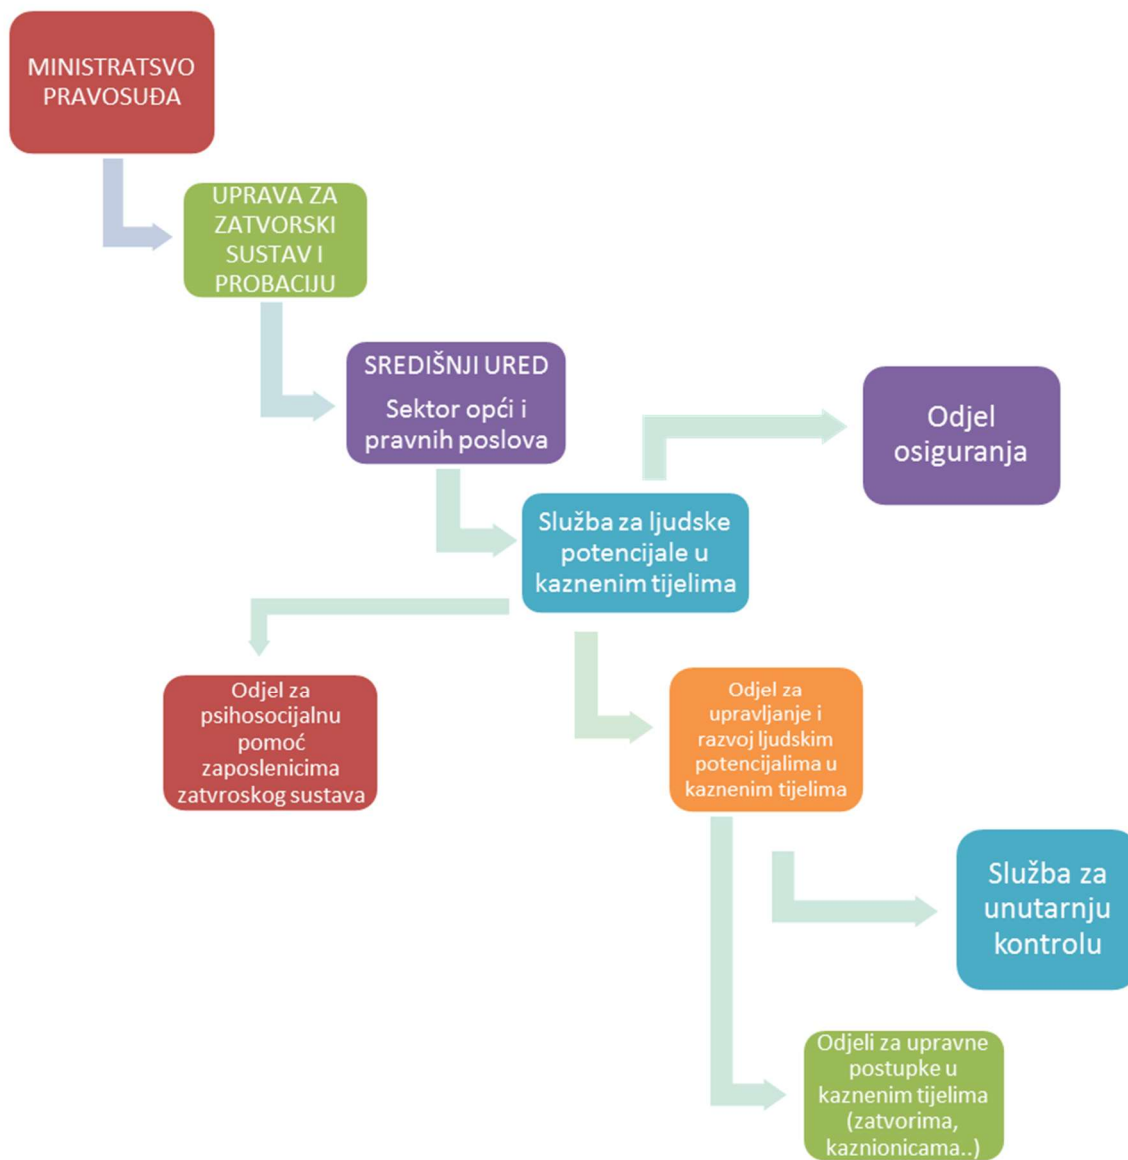 MINISTRATSVO
PRAVOSUĐA
UPRAVA ZA
ZATVORSKI
SUSTAV I
PROBACIJU
SREDIŠNJI URED
Sektor opći i
pravnih poslova
Odjel
osiguranja
Služba za ljudske
potencijale u
kaznenim tijelima
Odjel za
psihosocijalnu
pomoć
zaposlenicima
zatvroskog sustava
Odjel za
upravljanje i
razvoj ljudskim
potencijalima u
kaznenim tijelima
Služba za
unutarnju
kontrolu
Odjeli za upravne
postupke u
kaznenim tijelima
(zatvorima,
kaznionicama..)